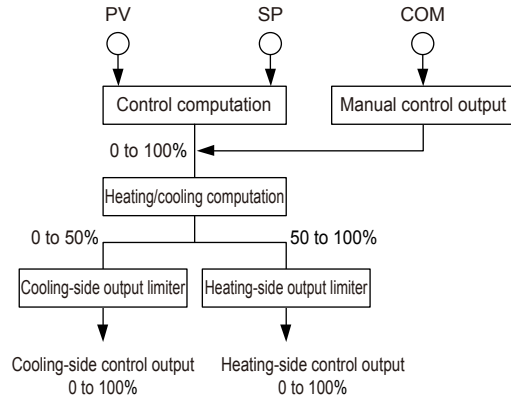 PV SP COM
Control computation Manual control output
0 to 100%
Heating/cooling computation
0 to 50% 50 to 100%
Cooling-side output limiter Heating-side output limiter
Cooling-side control output Heating-side control output
0 to 100% 0 to 100%